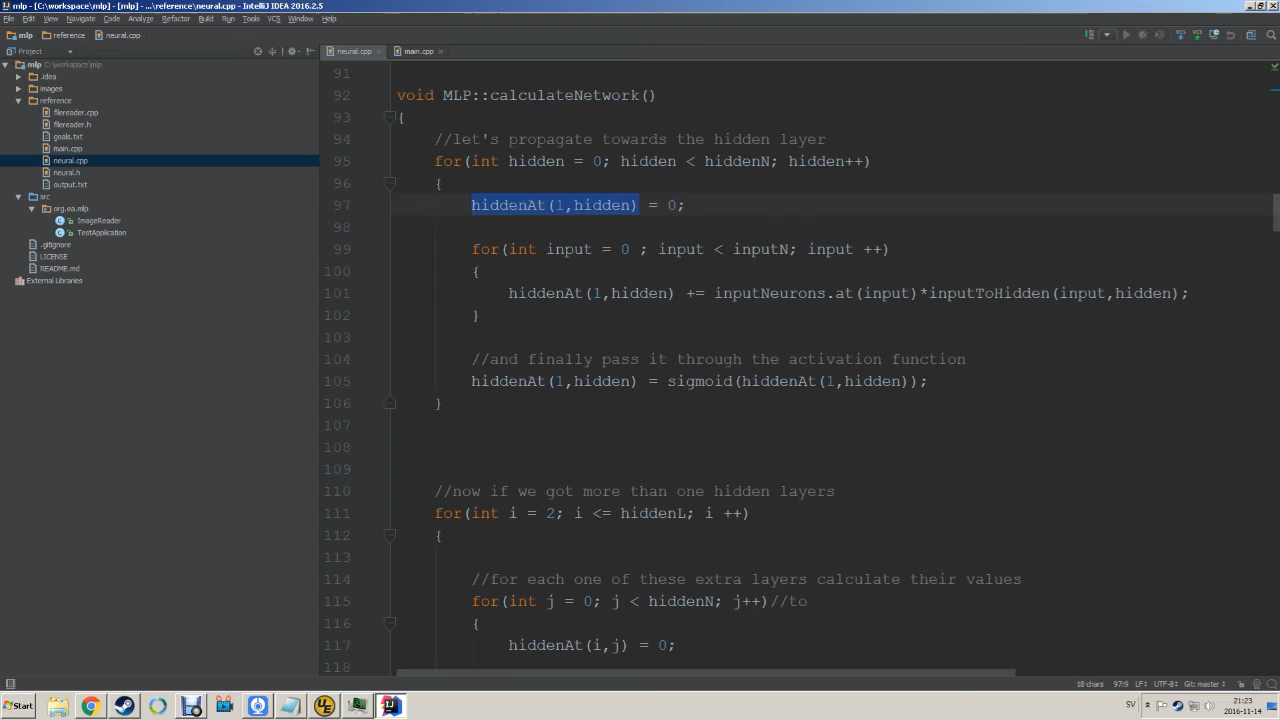 mlp - [C:\workspace\mlp] - [mlp] - ...\reference\neural.cpp - IntelliJ IDEA 2016.2.5
File Edit View Navigate Code Analyze Refactor Build Run Tools VCS Window Help
mlp reference neural.cpp
Project
neural.cpp main.cpp
mlp C:\workspace\mlp
.idea
images
reference
filereader.cpp
filereader.h
goals.txt
main.cpp
neural.cpp
neural.h
output.txt
src
org.ea.mlp
ImageReader
TestApplication
.gitignore
LICENSE
README.md
External Libraries
91
92 void MLP::calculateNetwork()
93 {
94 //let's propagate towards the hidden layer
95 for(int hidden = 0; hidden < hiddenN; hidden++)
96 {
97 hiddenAt(1,hidden) = 0;
98
99 for(int input = 0 ; input < inputN; input ++)
100 {
101 hiddenAt(1,hidden) += inputNeurons.at(input)*inputToHidden(input,hidden);
102 }
103
104 //and finally pass it through the activation function
105 hiddenAt(1,hidden) = sigmoid(hiddenAt(1,hidden));
106 }
107
108
109
110 //now if we got more than one hidden layers
111 for(int i = 2; i <= hiddenL; i ++)
112 {
113
114 //for each one of these extra layers calculate their values
115 for(int j = 0; j < hiddenN; j++)//to
116 {
117 hiddenAt(i,j) = 0;
118
18 chars 97:9 LF÷ UTF-8÷ Git: master÷
Start
SV 21:23
2016-11-14